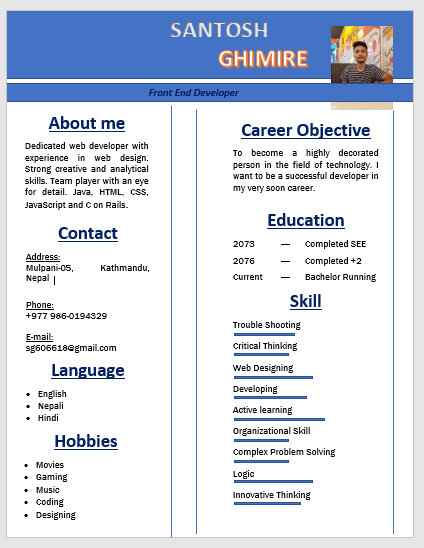 SANTOSH
GHIMIRE
Front End Developer
About me
Dedicated web developer with
experience in web design.
Strong creative and analytical
skills. Team player with an eye
for detail. Java, HTML, CSS,
JavaScript and C on Rails.
Contact
Address:
Mulpani-05, Kathmandu,
Nepal
Phone:
+977 986-0194329
E-mail:
sg606618@gmail.com
Language
• English
• Nepali
• Hindi
Hobbies
• Movies
• Gaming
• Music
• Coding
• Designing
Career Objective
To become a highly decorated
person in the field of technology. I
want to be a successful developer in
my very soon career.
Education
2073 — Completed SEE
2076 — Completed +2
Current — Bachelor Running
Skill
Trouble Shooting
Critical Thinking
Web Designing
Developing
Active learning
Organizational Skill
Complex Problem Solving
Logic
Innovative Thinking